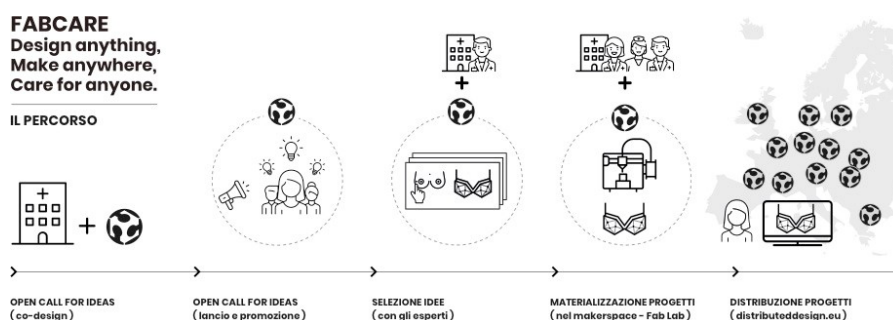 FABCARE
Design anything,
Make anywhere,
Care for anyone.
IL PERCORSO
OPEN CALL FOR IDEAS
( co-design )
OPEN CALL FOR IDEAS
( lancio e promozione )
SELEZIONE IDEE
( con gli esperti )
MATERIALIZZAZIONE PROGETTI
( nel makerspace - Fab Lab )
DISTRIBUZIONE PROGETTI
( distributeddesign.eu )